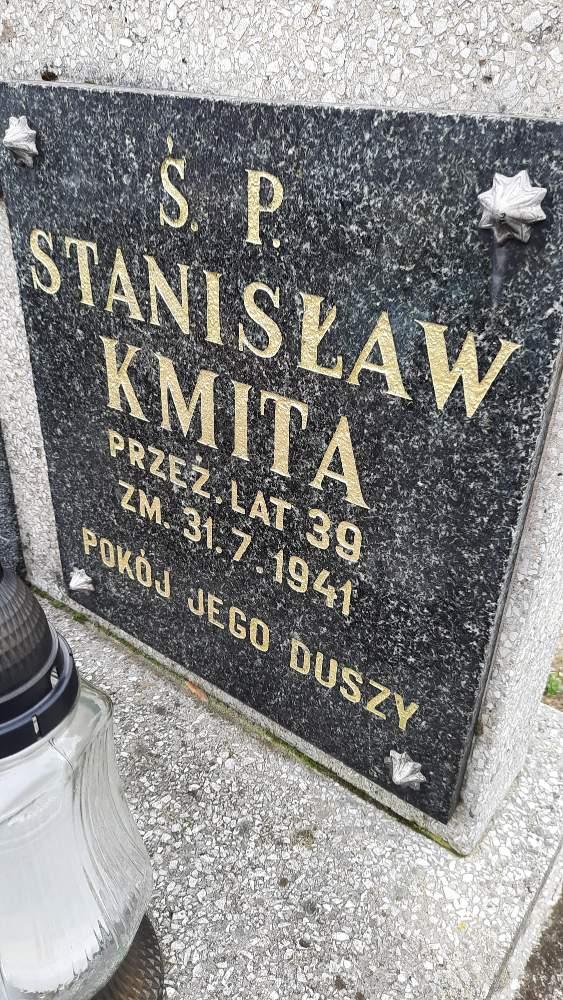 Ś. P.
STANISŁAW
KMITA
PRZEŻ. LAT 39
ZM. 31.7.1941
POKÓJ JEGO DUSZY